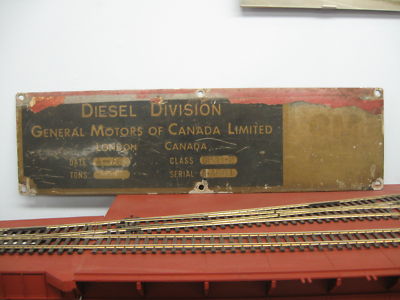 DIESEL DIVISION
GENERAL MOTORS OF CANADA LIMITED
LONDON CANADA
DATE CLASS
TONS. SERIAL